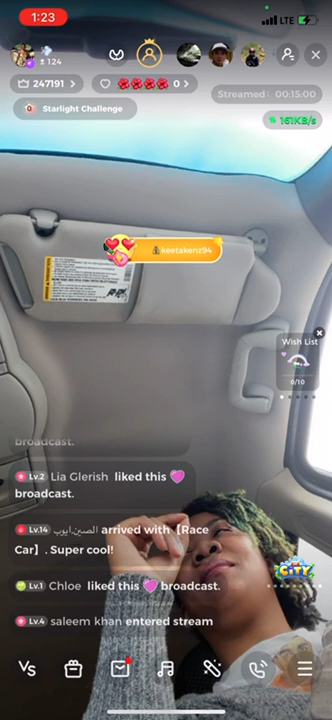 1:23
LTE
124
247191
0
Streamed: 00:15:00
Starlight Challenge
161KB/s
keetakenz94
Wish List
0/10
broadcast.
Lv.2 Lia Glerish liked this
broadcast.
Lv.14 الصين.ايوب arrived with【Race
Car】. Super cool!
CiTY
Lv.1 Chloe liked this broadcast.
Lv.4 saleem khan entered stream
VS